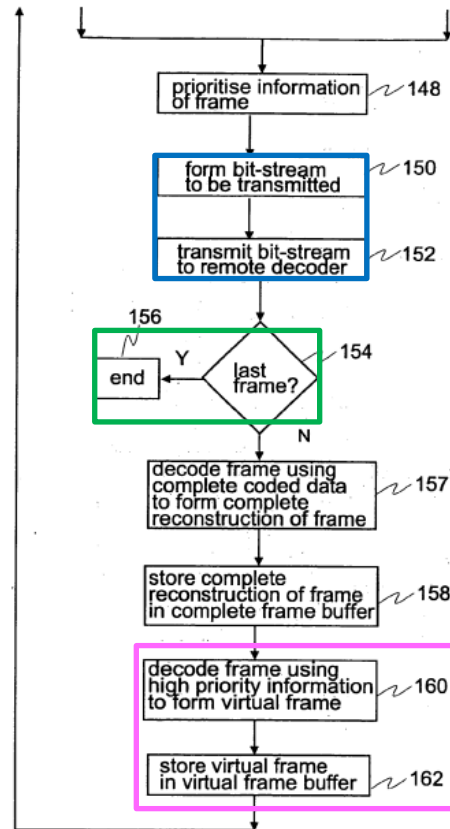 prioritise information
of frame
148
form bit-stream
to be transmitted
150
transmit bit-stream
to remote decoder
152
156
Y
end
last
frame?
154
N
decode frame using
complete coded data
to form complete
reconstruction of frame
157
store complete
reconstruction of frame
in complete frame buffer
158
decode frame using
high priority information
to form virtual frame
160
store virtual frame
in virtual frame buffer
162